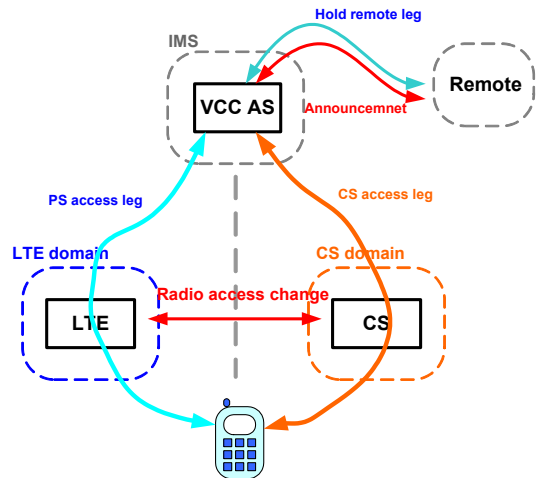 Hold remote leg
IMS
VCC AS
Remote
Announcemnet
PS access leg
CS access leg
LTE domain
CS domain
Radio access change
LTE
CS